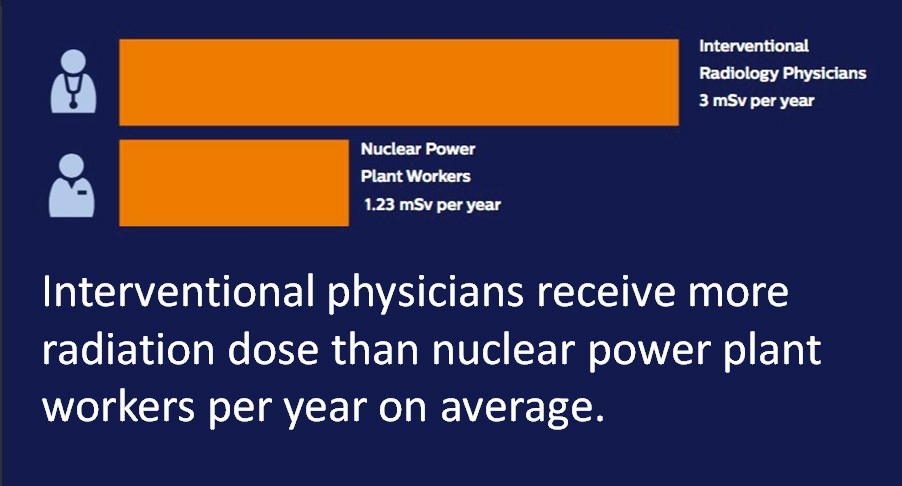 Interventional
Radiology Physicians
3 mSv per year
Nuclear Power
Plant Workers
1.23 mSv per year
Interventional physicians receive more
radiation dose than nuclear power plant
workers per year on average.